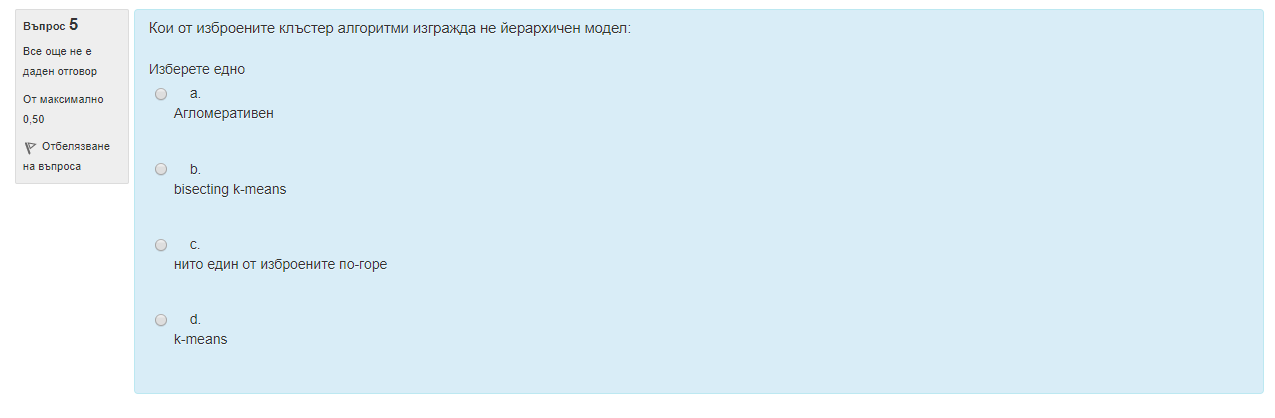 Въпрос 5
Все още не е
даден отговор
От максимално
0,50
Отбелязване
на въпроса
Кои от изброените клъстер алгоритми изгражда не йерархичен модел:
Изберете едно
a.
Агломеративен
b.
bisecting k-means
c.
нито един от изброените по-горе
d.
k-means